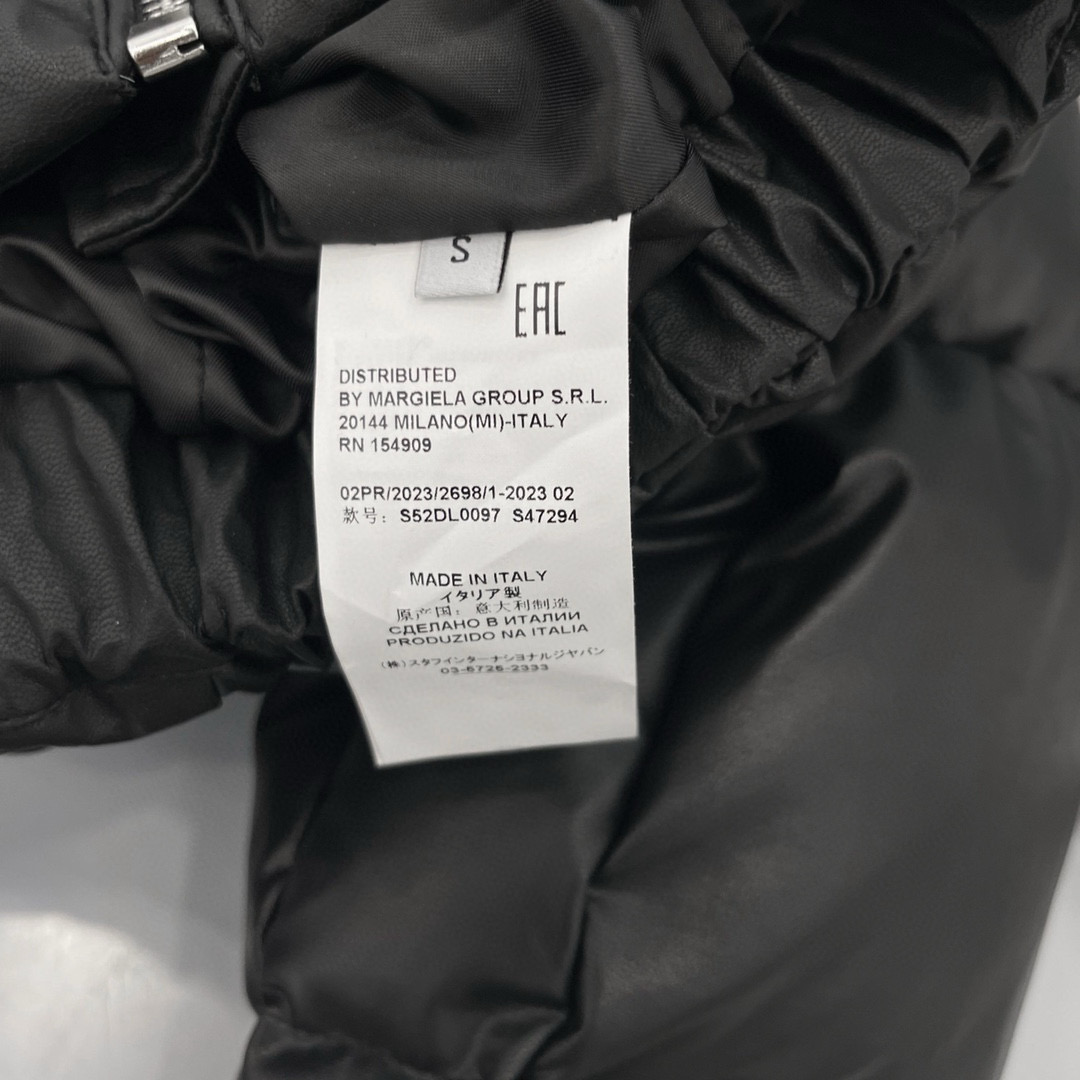 S
EAC
DISTRIBUTED
BY MARGIELA GROUP S.R.L.
20144 MILANO(MI)-ITALY
RN 154909
02PR/2023/2698/1-2023 02
款号: S52DL0097 S47294
MADE IN ITALY
イタリア製
原产国: 意大利制造
СДЕЛАНО В ИТАЛИИ
PRODUZIDO NA ITALIA
(株)スタフインターナショナルジャパン
03-6726-2333